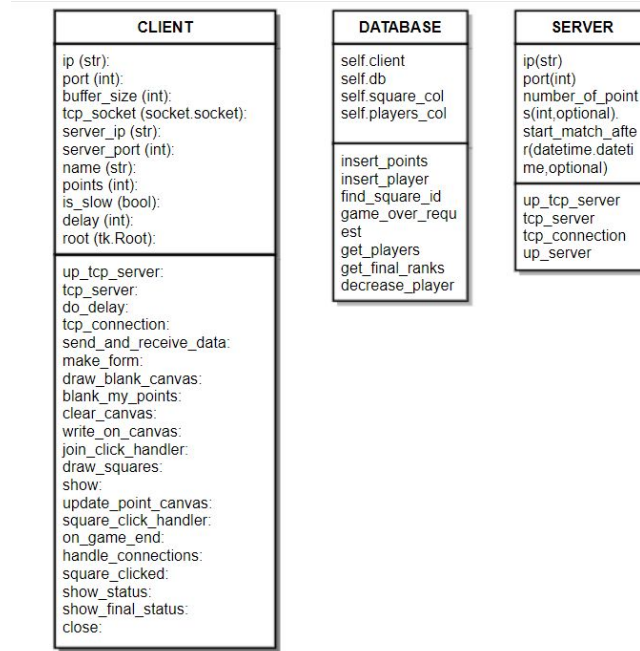 CLIENT
ip (str):
port (int):
buffer_size (int):
tcp_socket (socket.socket):
server_ip (str):
server_port (int):
name (str):
points (int):
is_slow (bool):
delay (int):
root (tk.Root):
up_tcp_server:
tcp_server:
do_delay:
tcp_connection:
send_and_receive_data:
make_form:
draw_blank_canvas:
blank_my_points:
clear_canvas:
write_on_canvas:
join_click_handler:
draw_squares:
show:
update_point_canvas:
square_click_handler:
on_game_end:
handle_connections:
square_clicked:
show_status:
show_final_status:
close:
DATABASE
self.client
self.db
self.square_col
self.players_col
insert_points
insert_player
find_square_id
game_over_requ
est
get_players
get_final_ranks
decrease_player
SERVER
ip(str)
port(int)
number_of_point
s(int,optional).
start_match_afte
r(datetime.dateti
me,optional)
up_tcp_server
tcp_server
tcp_connection
up_server